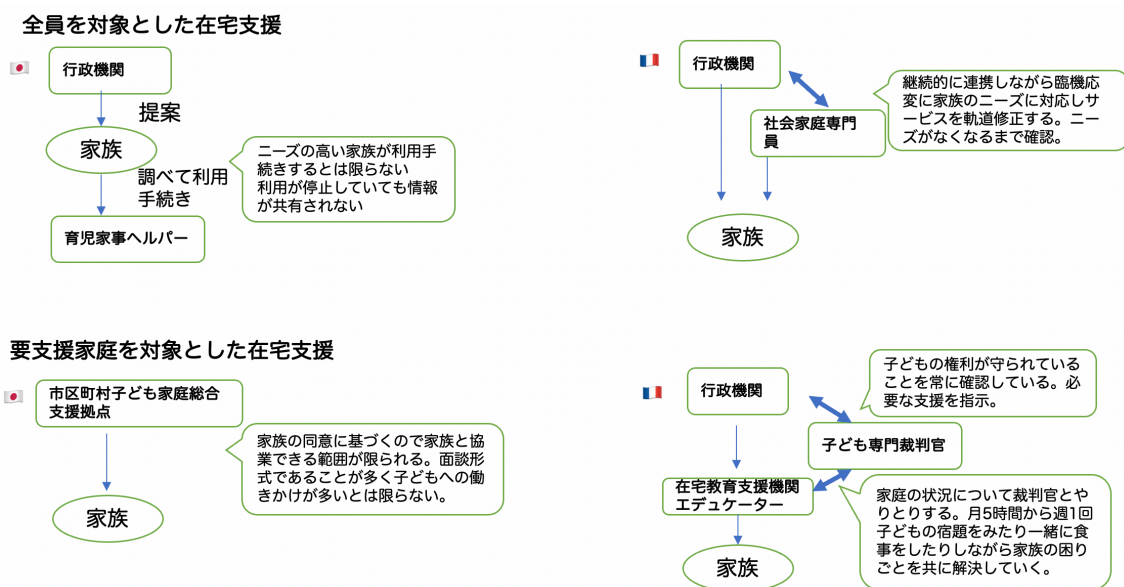 全員を対象とした在宅支援
行政機関
提案
家族
調べて利用
手続き
育児家事ヘルパー
ニーズの高い家族が利用手
続きするとは限らない
利用が停止していても情報
が共有されない
行政機関
社会家庭専門
員
家族
継続的に連携しながら臨機応
変に家族のニーズに対応しサ
ービスを軌道修正する。ニー
ズがなくなるまで確認。
要支援家庭を対象とした在宅支援
市区町村子ども家庭総合
支援拠点
家族
家族の同意に基づくので家族と協
業できる範囲が限られる。面談形
式であることが多く子どもへの働
きかけが多いとは限らない。
行政機関
子どもの権利が守られている
ことを常に確認している。必
要な支援を指示。
子ども専門裁判官
在宅教育支援機関
エデュケーター
家族
家庭の状況について裁判官とや
りとりする。月5時間から週1回
子どもの宿題をみたり一緒に食
事をしたりしながら家族の困り
ごとを共に解決していく。